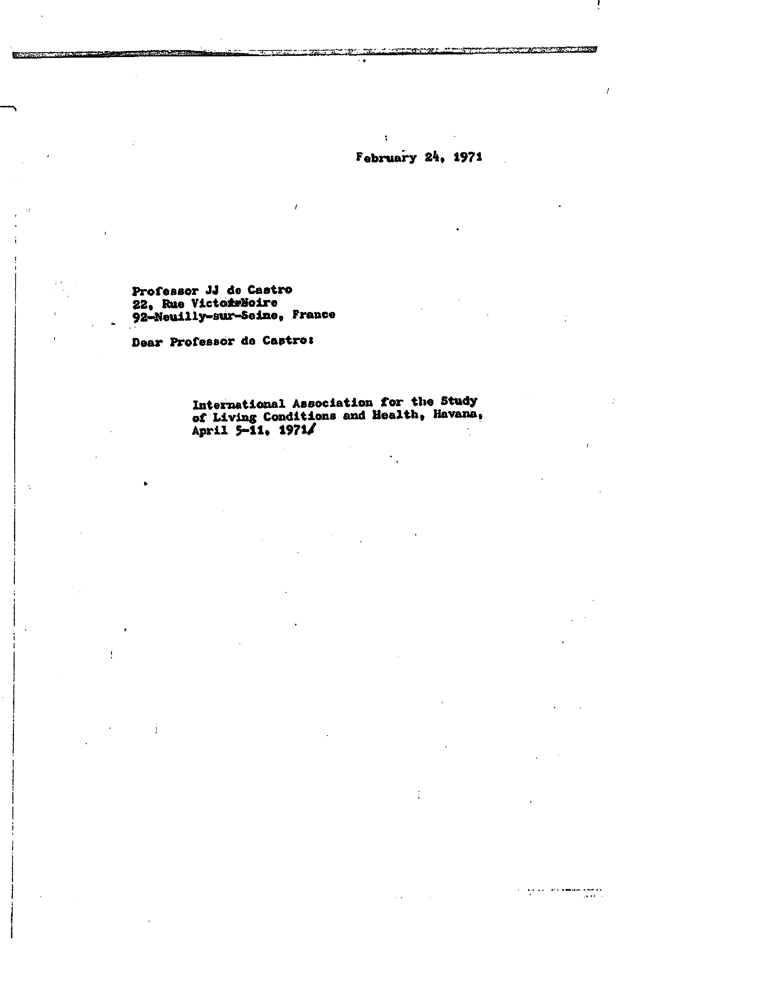 February 24, 1971
Professor JJ de Castro
22, Rue
92-Neuilly-sur-Seine, France
Dear Professor de Castro:
International Association for the Study
of Living Conditions and Health, Havana,
April 5-11, 1971/